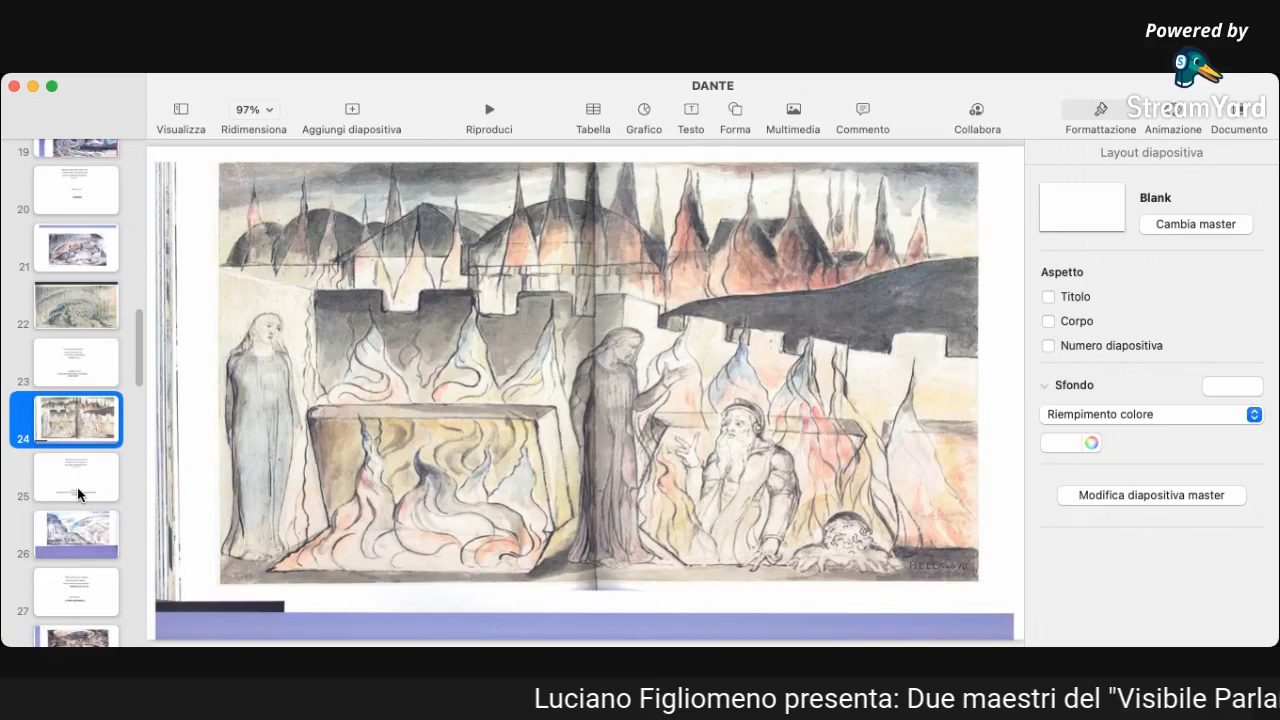 Powered by
StreamYard
DANTE
Visualizza
97%
Ridimensiona
Aggiungi diapositiva
Riproduci
Tabella
Grafico
Testo
Forma
Multimedia
Commento
Collabora
Formattazione
Animazione
Documento
Layout diapositiva
Blank
Cambia master
Aspetto
Titolo
Corpo
Numero diapositiva
Sfondo
Riempimento colore
Modifica diapositiva master
19
20
21
22
23
24
25
26
27
Luciano Figliomeno presenta: Due maestri del "Visibile Parla